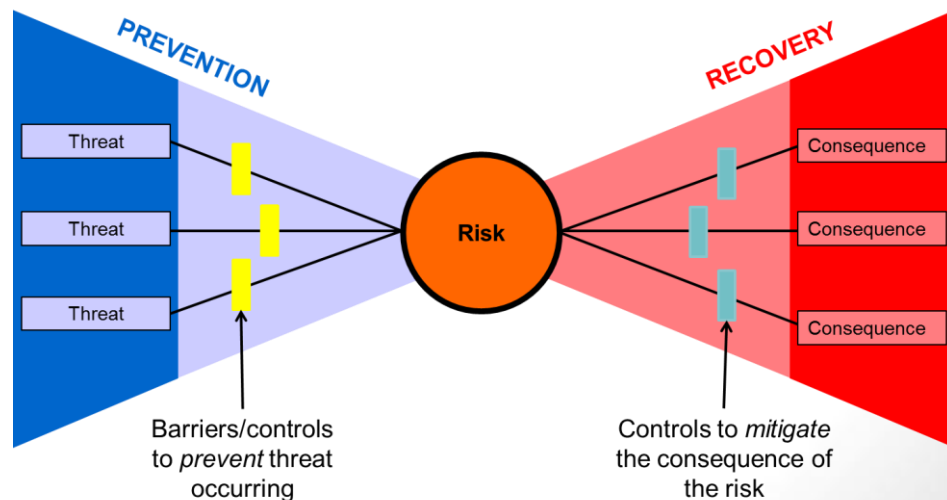 PREVENTION
RECOVERY
Threat
Threat
Threat
Risk
Consequence
Consequence
Consequence
Barriers/controls
to prevent threat
occurring
Controls to mitigate
the consequence of
the risk